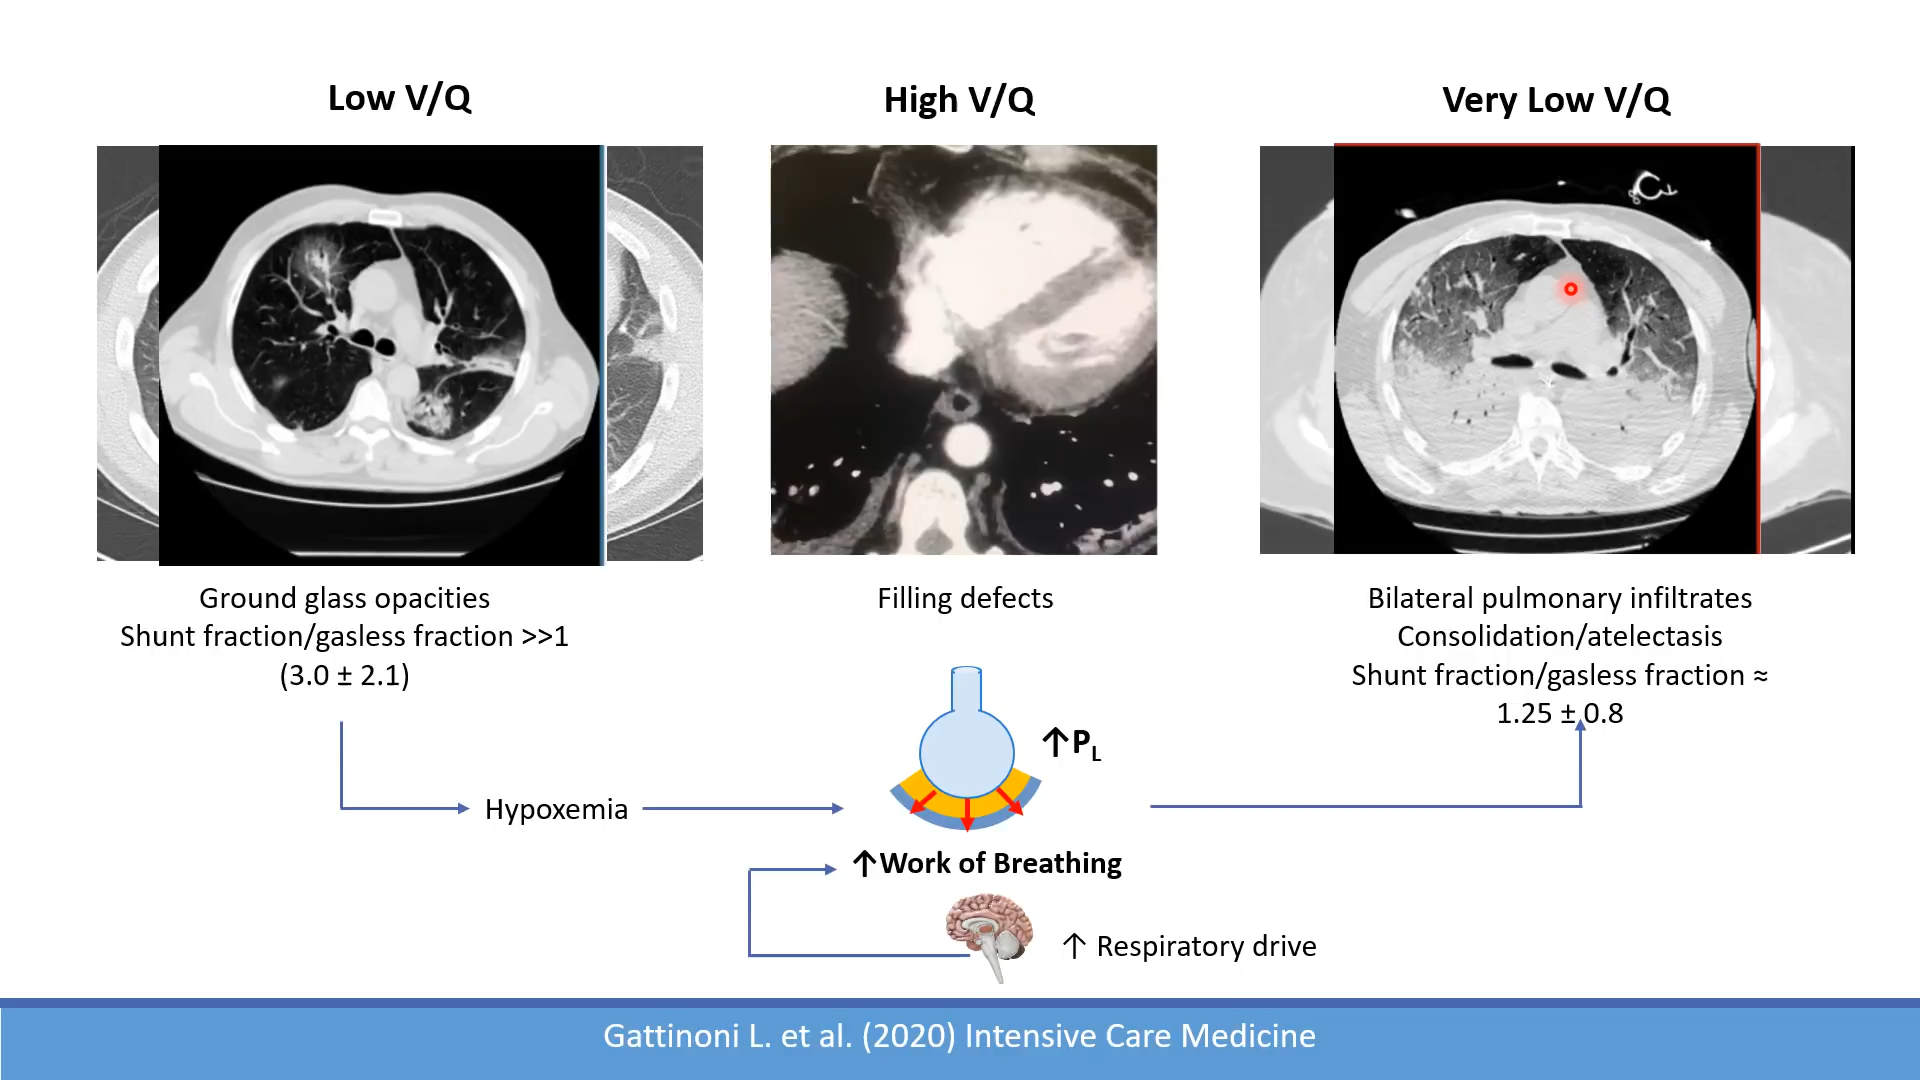 Low V/Q
High V/Q
Very Low V/Q
Ground glass opacities
Shunt fraction/gasless fraction >>1
(3.0 ± 2.1)
Filling defects
Bilateral pulmonary infiltrates
Consolidation/atelectasis
Shunt fraction/gasless fraction ≈
1.25 ± 0.8
↑P_L
Hypoxemia
↑Work of Breathing
↑ Respiratory drive
Gattinoni L. et al. (2020) Intensive Care Medicine